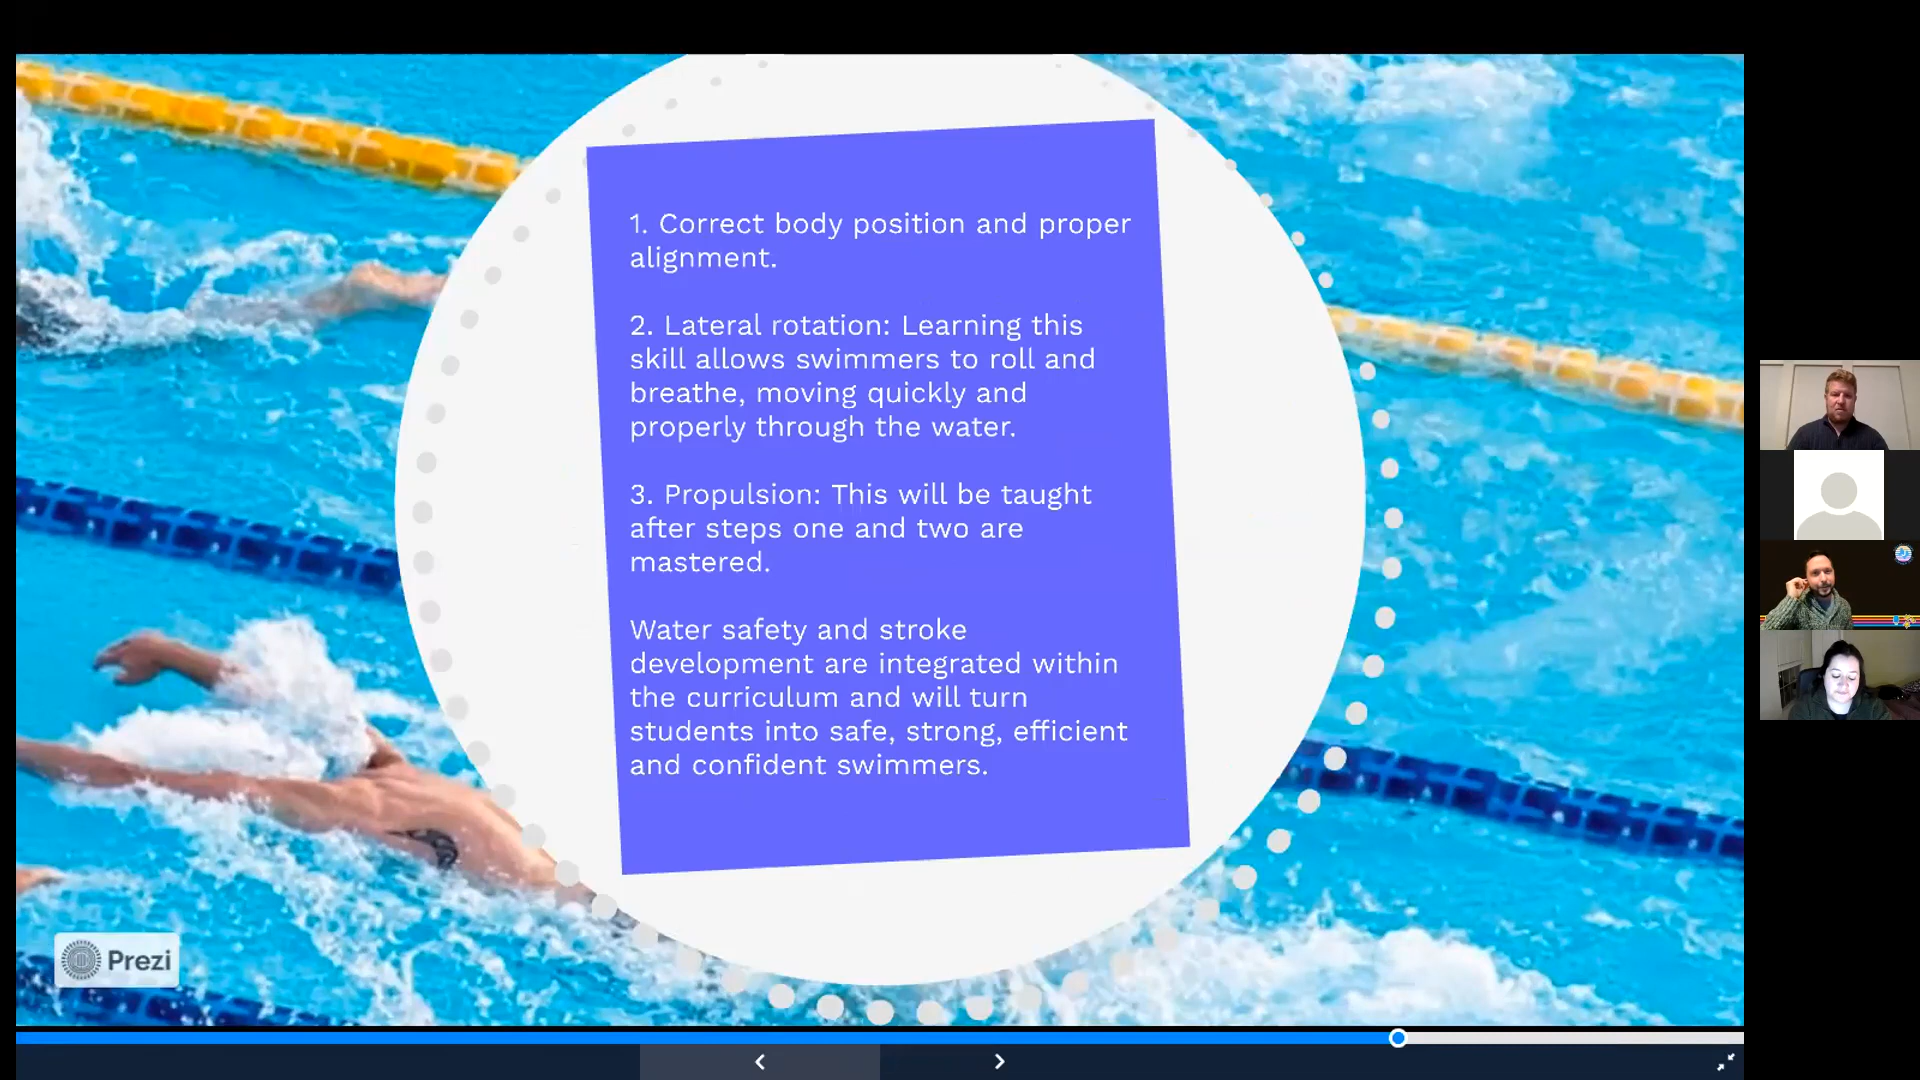 1. Correct body position and proper
alignment.
2. Lateral rotation: Learning this
skill allows swimmers to roll and
breathe, moving quickly and
properly through the water.
3. Propulsion: This will be taught
after steps one and two are
mastered.
Water safety and stroke
development are integrated within
the curriculum and will turn
students into safe, strong, efficient
and confident swimmers.
Prezi